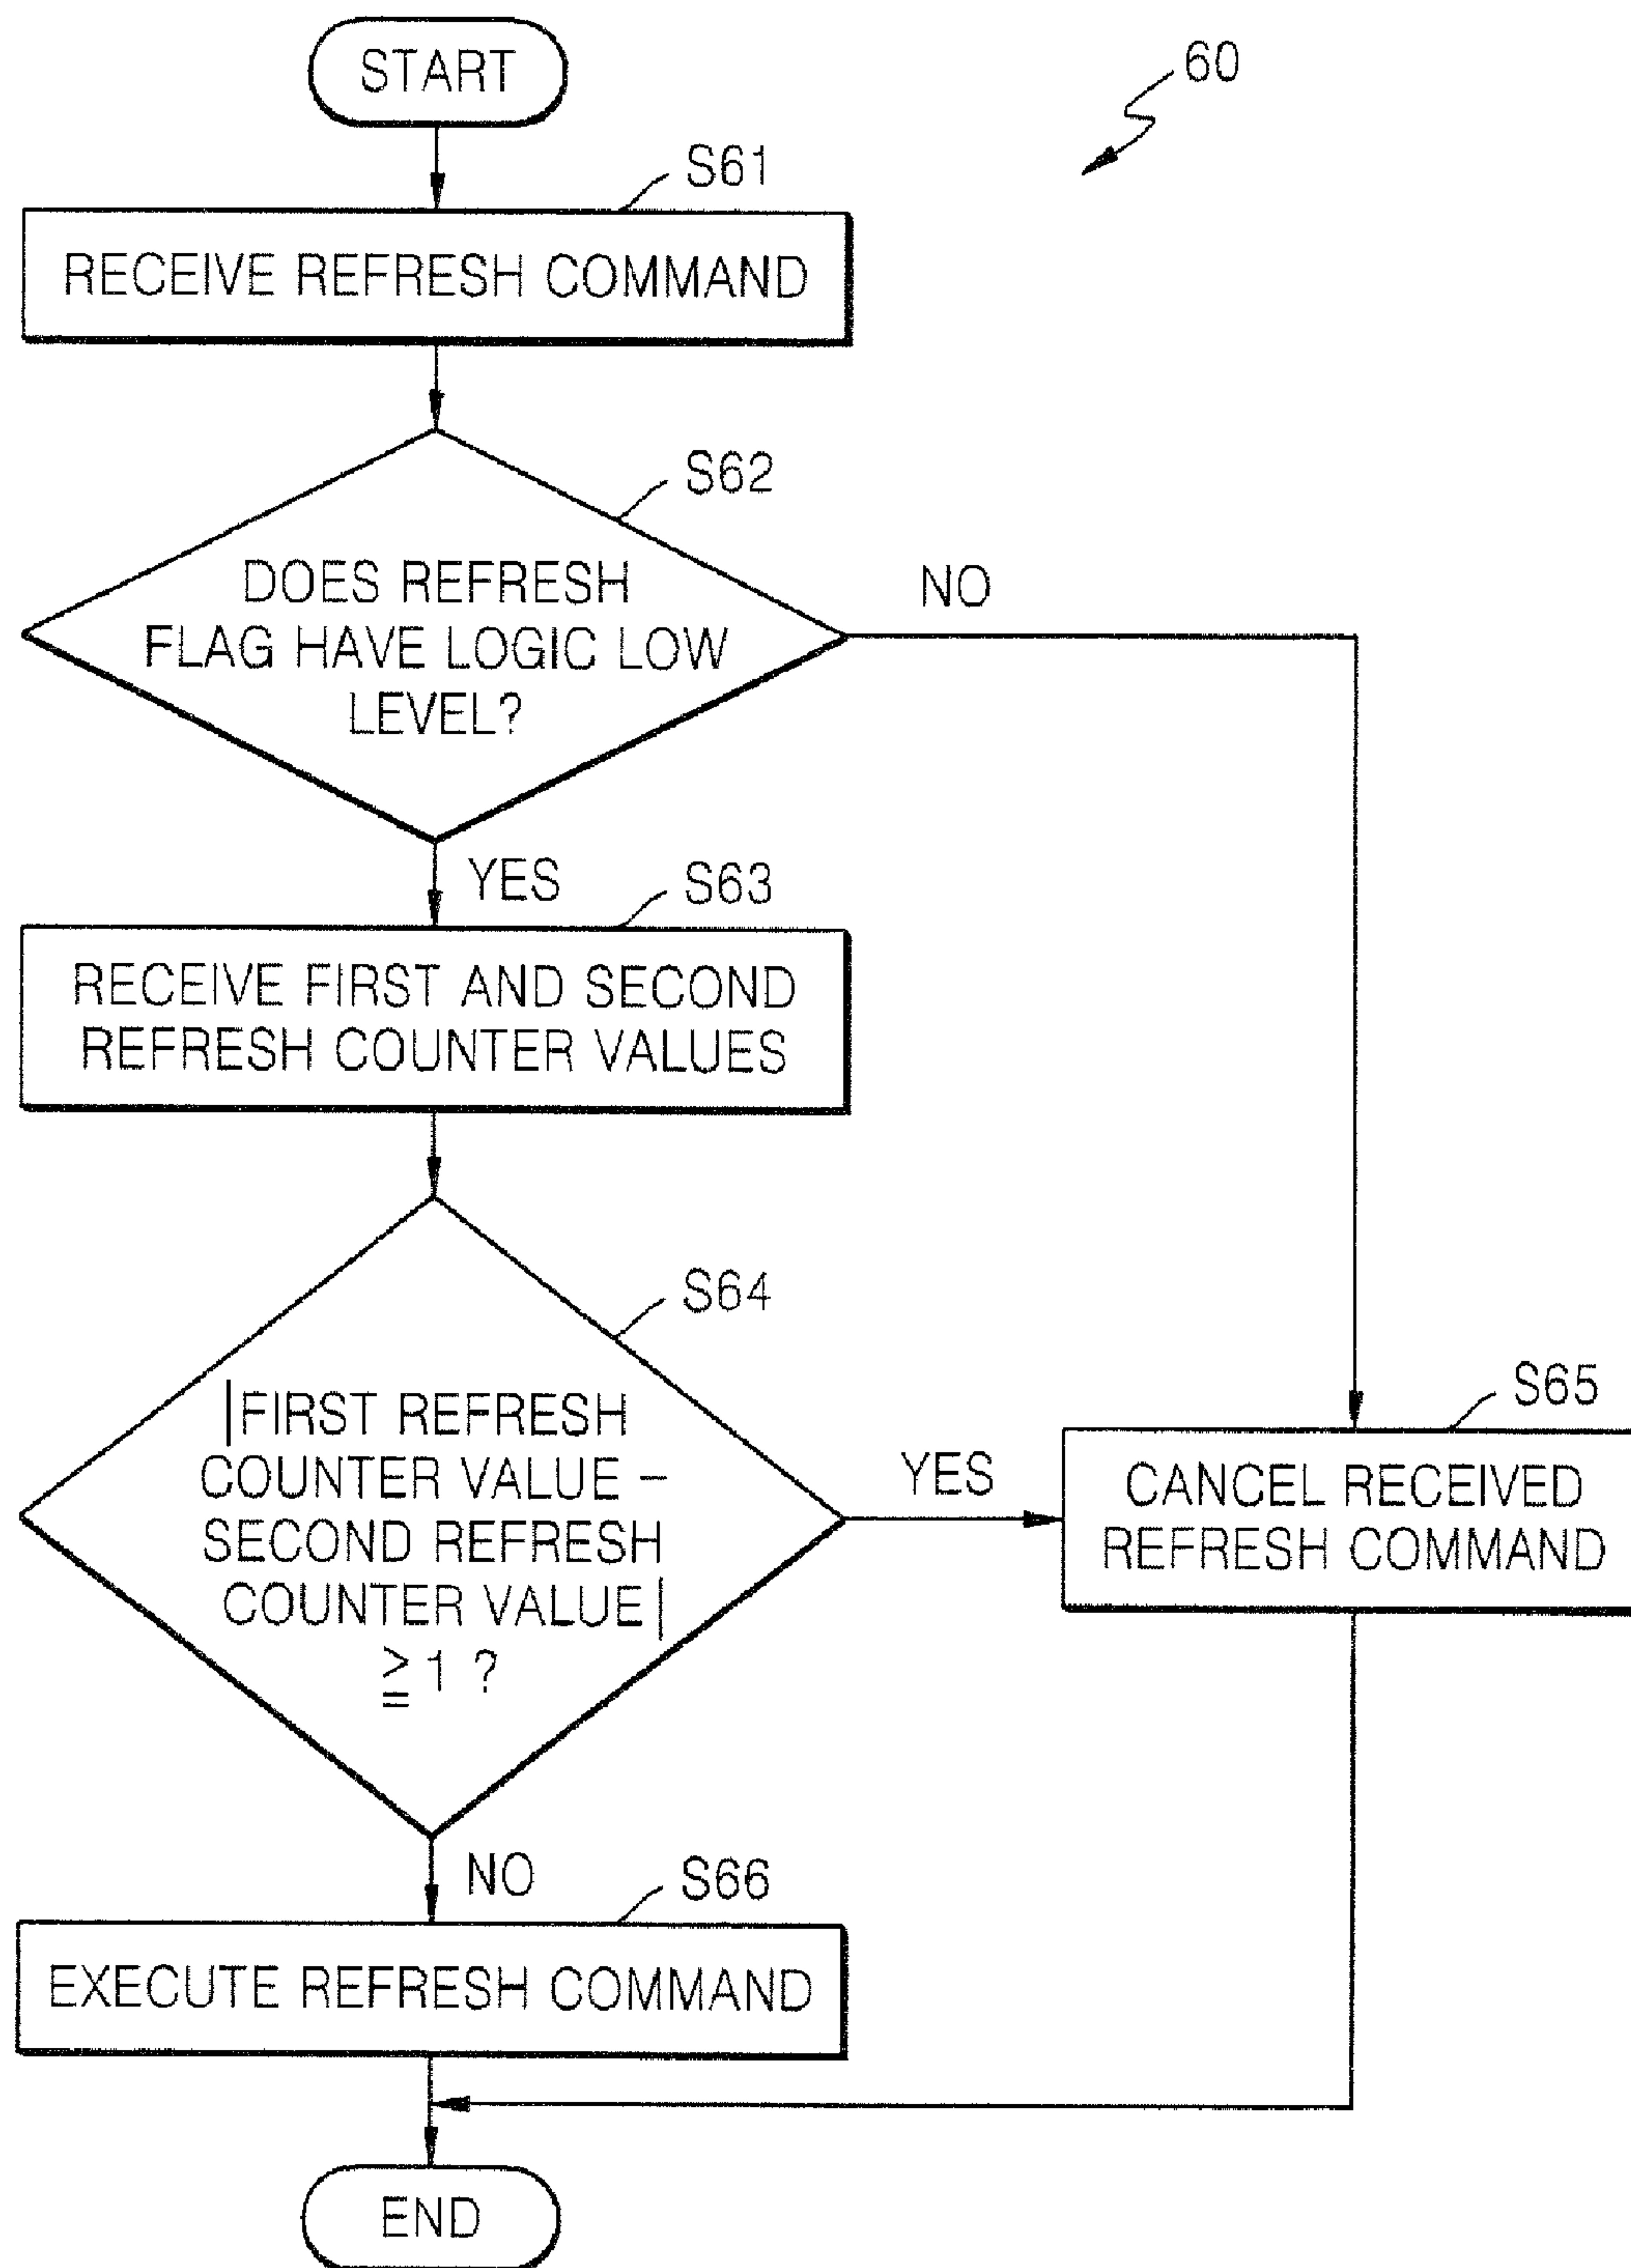 START
60
S61
RECEIVE REFRESH COMMAND
S62
DOES REFRESH
FLAG HAVE LOGIC LOW
LEVEL?
NO
YES
S63
RECEIVE FIRST AND SECOND
REFRESH COUNTER VALUES
S64
|FIRST REFRESH
COUNTER VALUE –
SECOND REFRESH
COUNTER VALUE|
≧ 1 ?
YES
S65
CANCEL RECEIVED
REFRESH COMMAND
NO
S66
EXECUTE REFRESH COMMAND
END